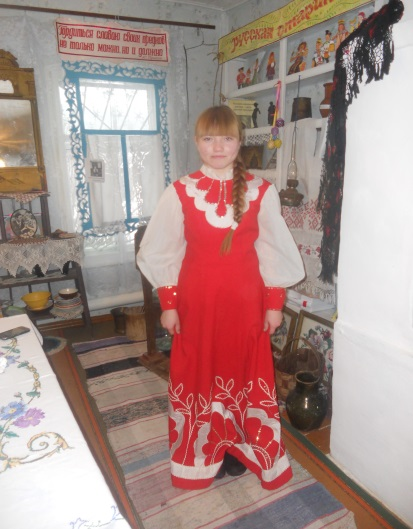 Гордиться славою своих предков
не только можно, но и должно
русская старина